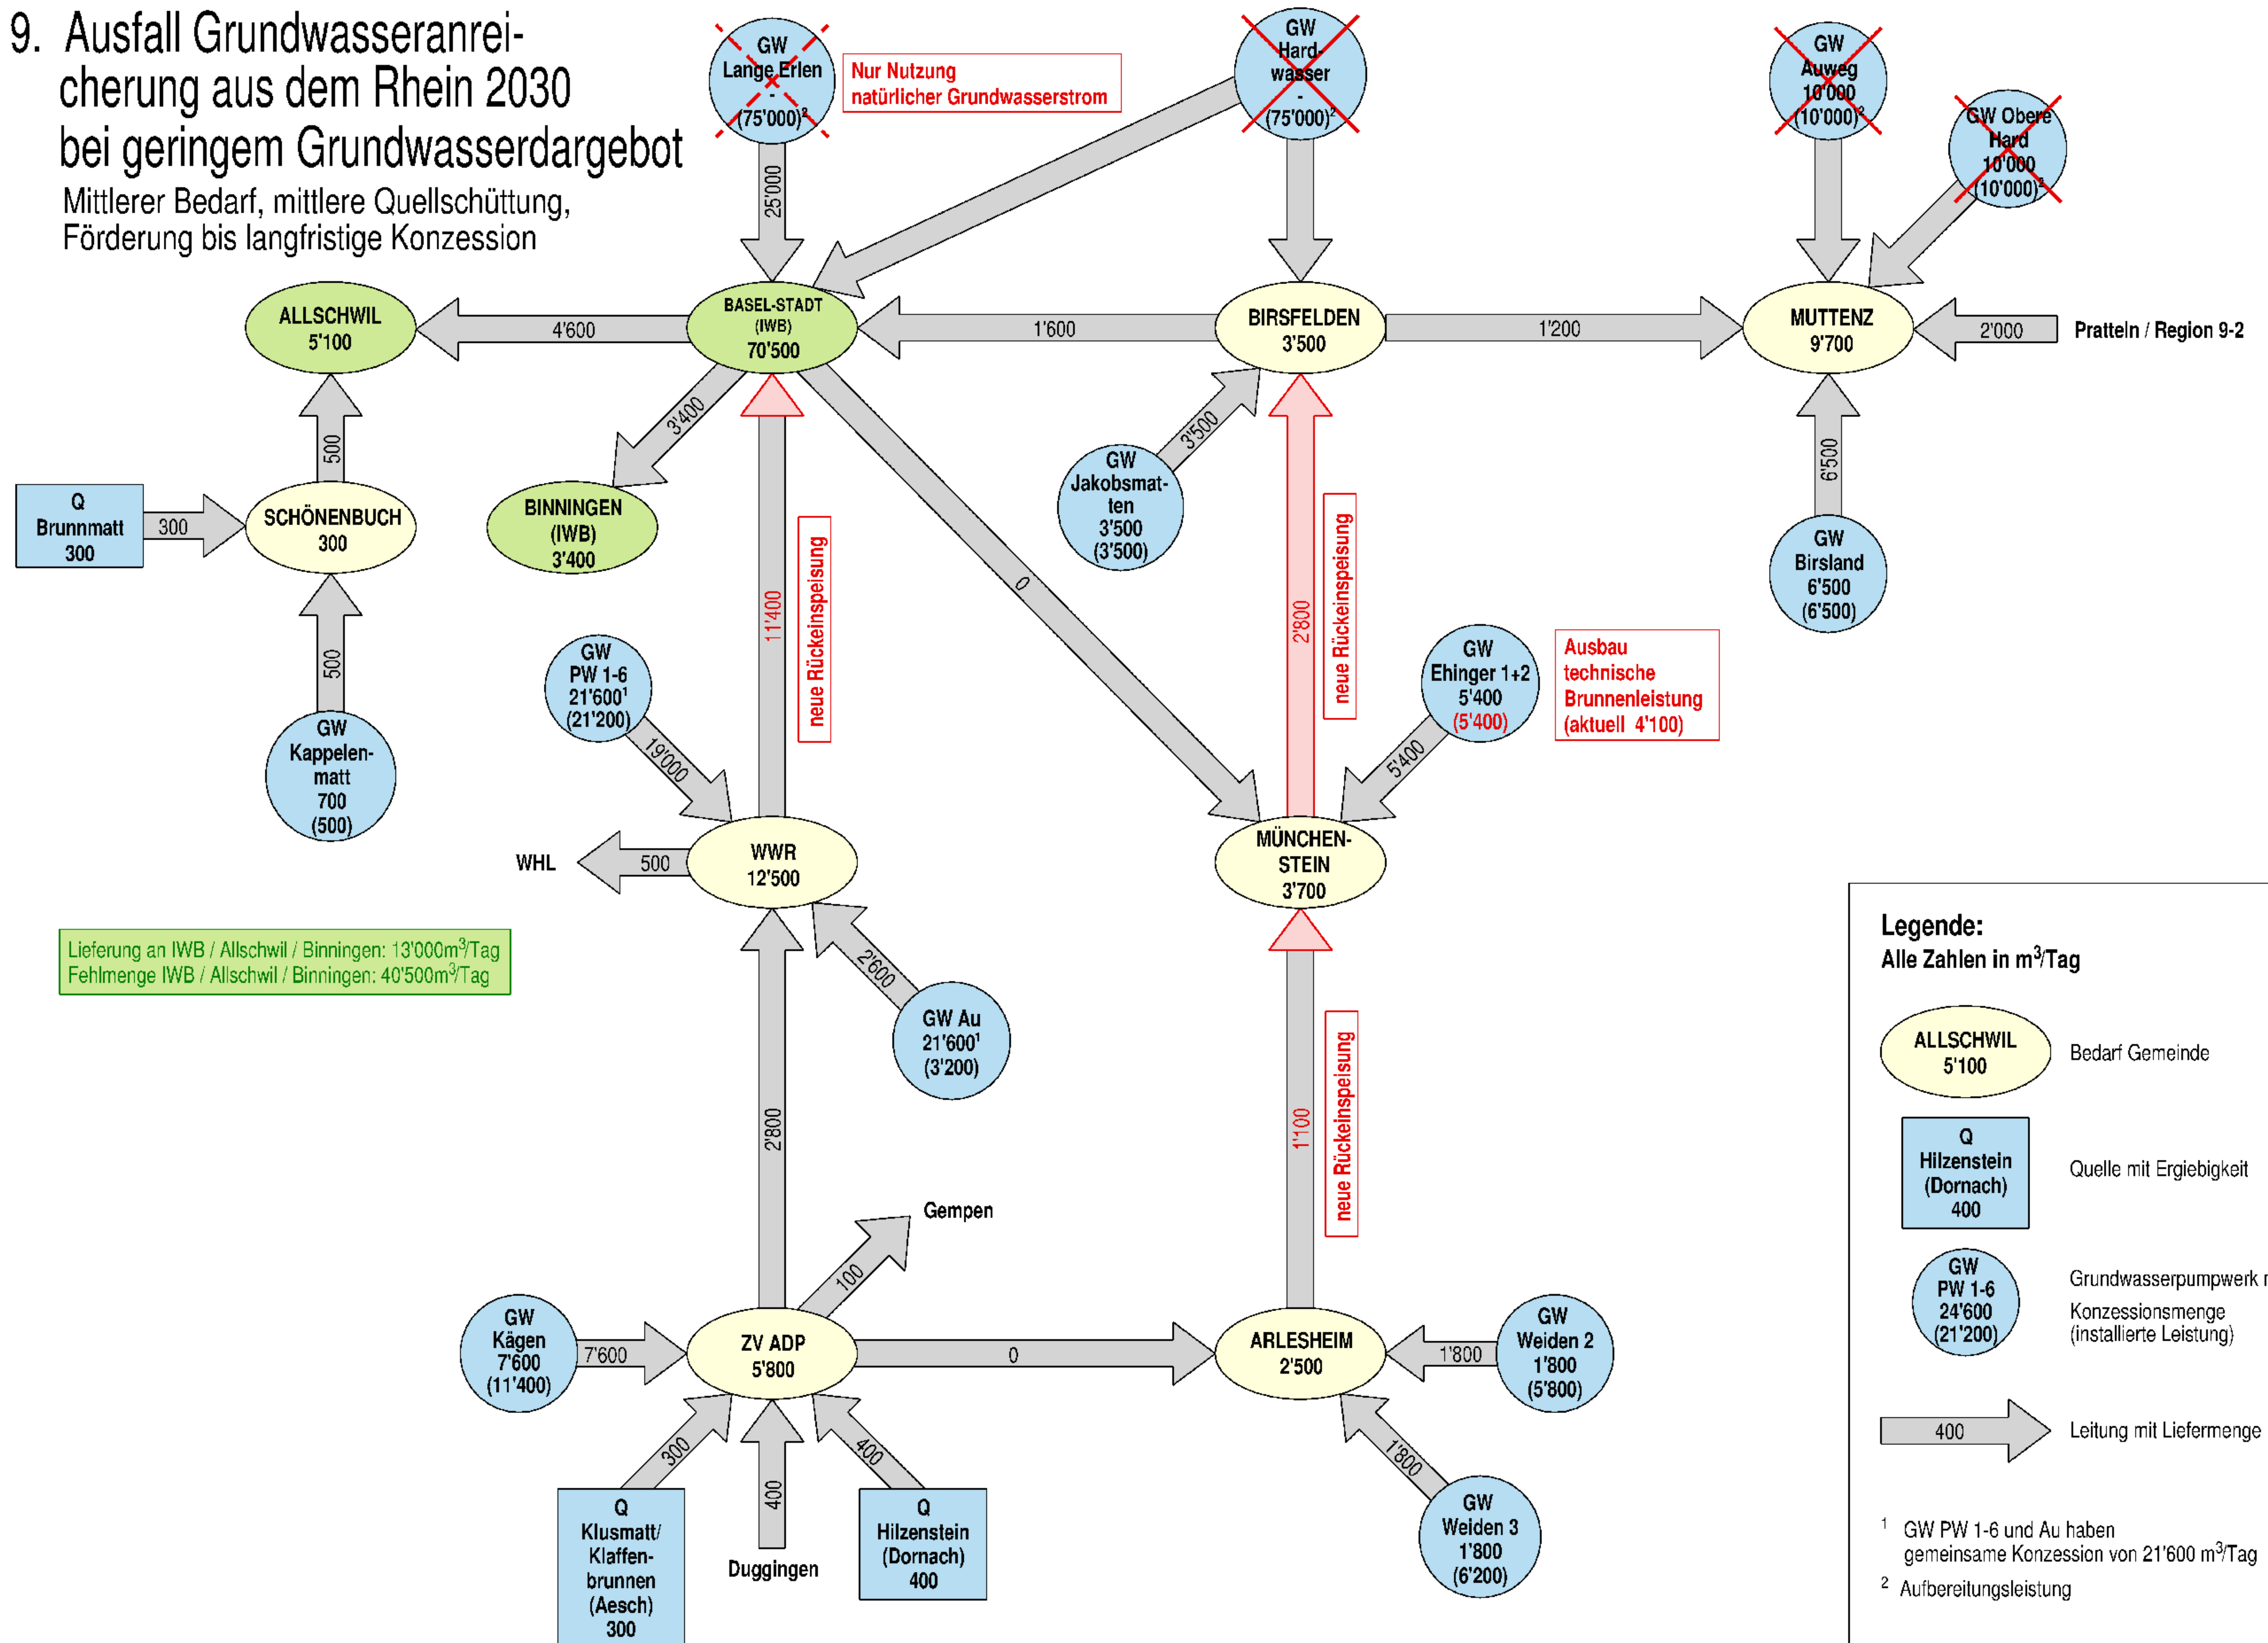 9. Ausfall Grundwasseranrei-
cherung aus dem Rhein 2030
bei geringem Grundwasserdargebot
Mittlerer Bedarf, mittlere Quellschüttung,
Förderung bis langfristige Konzession
GW
Lange Erlen
-
(75'000)²
Nur Nutzung
natürlicher Grundwasserstrom
GW
Hard-
wasser
-
(75'000)²
GW
Auweg
10'000
(10'000)²
GW Obere
Hard
10'000
(10'000)²
25'000
ALLSCHWIL
5'100
4'600
BASEL-STADT
(IWB)
70'500
1'600
BIRSFELDEN
3'500
1'200
MUTTENZ
9'700
2'000
Pratteln / Region 9-2
500
3'400
3'500
6'500
Q
Brunnmatt
300
300
SCHÖNENBUCH
300
BINNINGEN
(IWB)
3'400
GW
Jakobsmat-
ten
3'500
(3'500)
GW
Birsland
6'500
(6'500)
0
11'400
neue Rückeinspeisung
2'800
neue Rückeinspeisung
500
GW
Kappelen-
matt
700
(500)
GW
PW 1-6
21'600¹
(21'200)
19'000
GW
Ehinger 1+2
5'400
(5'400)
5'400
Ausbau
technische
Brunnenleistung
(aktuell 4'100)
WHL
500
WWR
12'500
MÜNCHEN-
STEIN
3'700
Lieferung an IWB / Allschwil / Binningen: 13'000m³/Tag
Fehlmenge IWB / Allschwil / Binningen: 40'500m³/Tag
2'600
GW Au
21'600¹
(3'200)
2'800
1'100
neue Rückeinspeisung
Gempen
100
GW
Kägen
7'600
(11'400)
7'600
ZV ADP
5'800
0
ARLESHEIM
2'500
1'800
GW
Weiden 2
1'800
(5'800)
300
400
400
1'800
Q
Klusmatt/
Klaffen-
brunnen
(Aesch)
300
Duggingen
Q
Hilzenstein
(Dornach)
400
GW
Weiden 3
1'800
(6'200)
Legende:
Alle Zahlen in m³/Tag
ALLSCHWIL
5'100
Bedarf Gemeinde
Q
Hilzenstein
(Dornach)
400
Quelle mit Ergiebigkeit
GW
PW 1-6
24'600
(21'200)
Grundwasserpumpwerk
Konzessionsmenge
(installierte Leistung)
400
Leitung mit Liefermenge
¹ GW PW 1-6 und Au haben
gemeinsame Konzession von 21'600 m³/Tag
² Aufbereitungsleistung